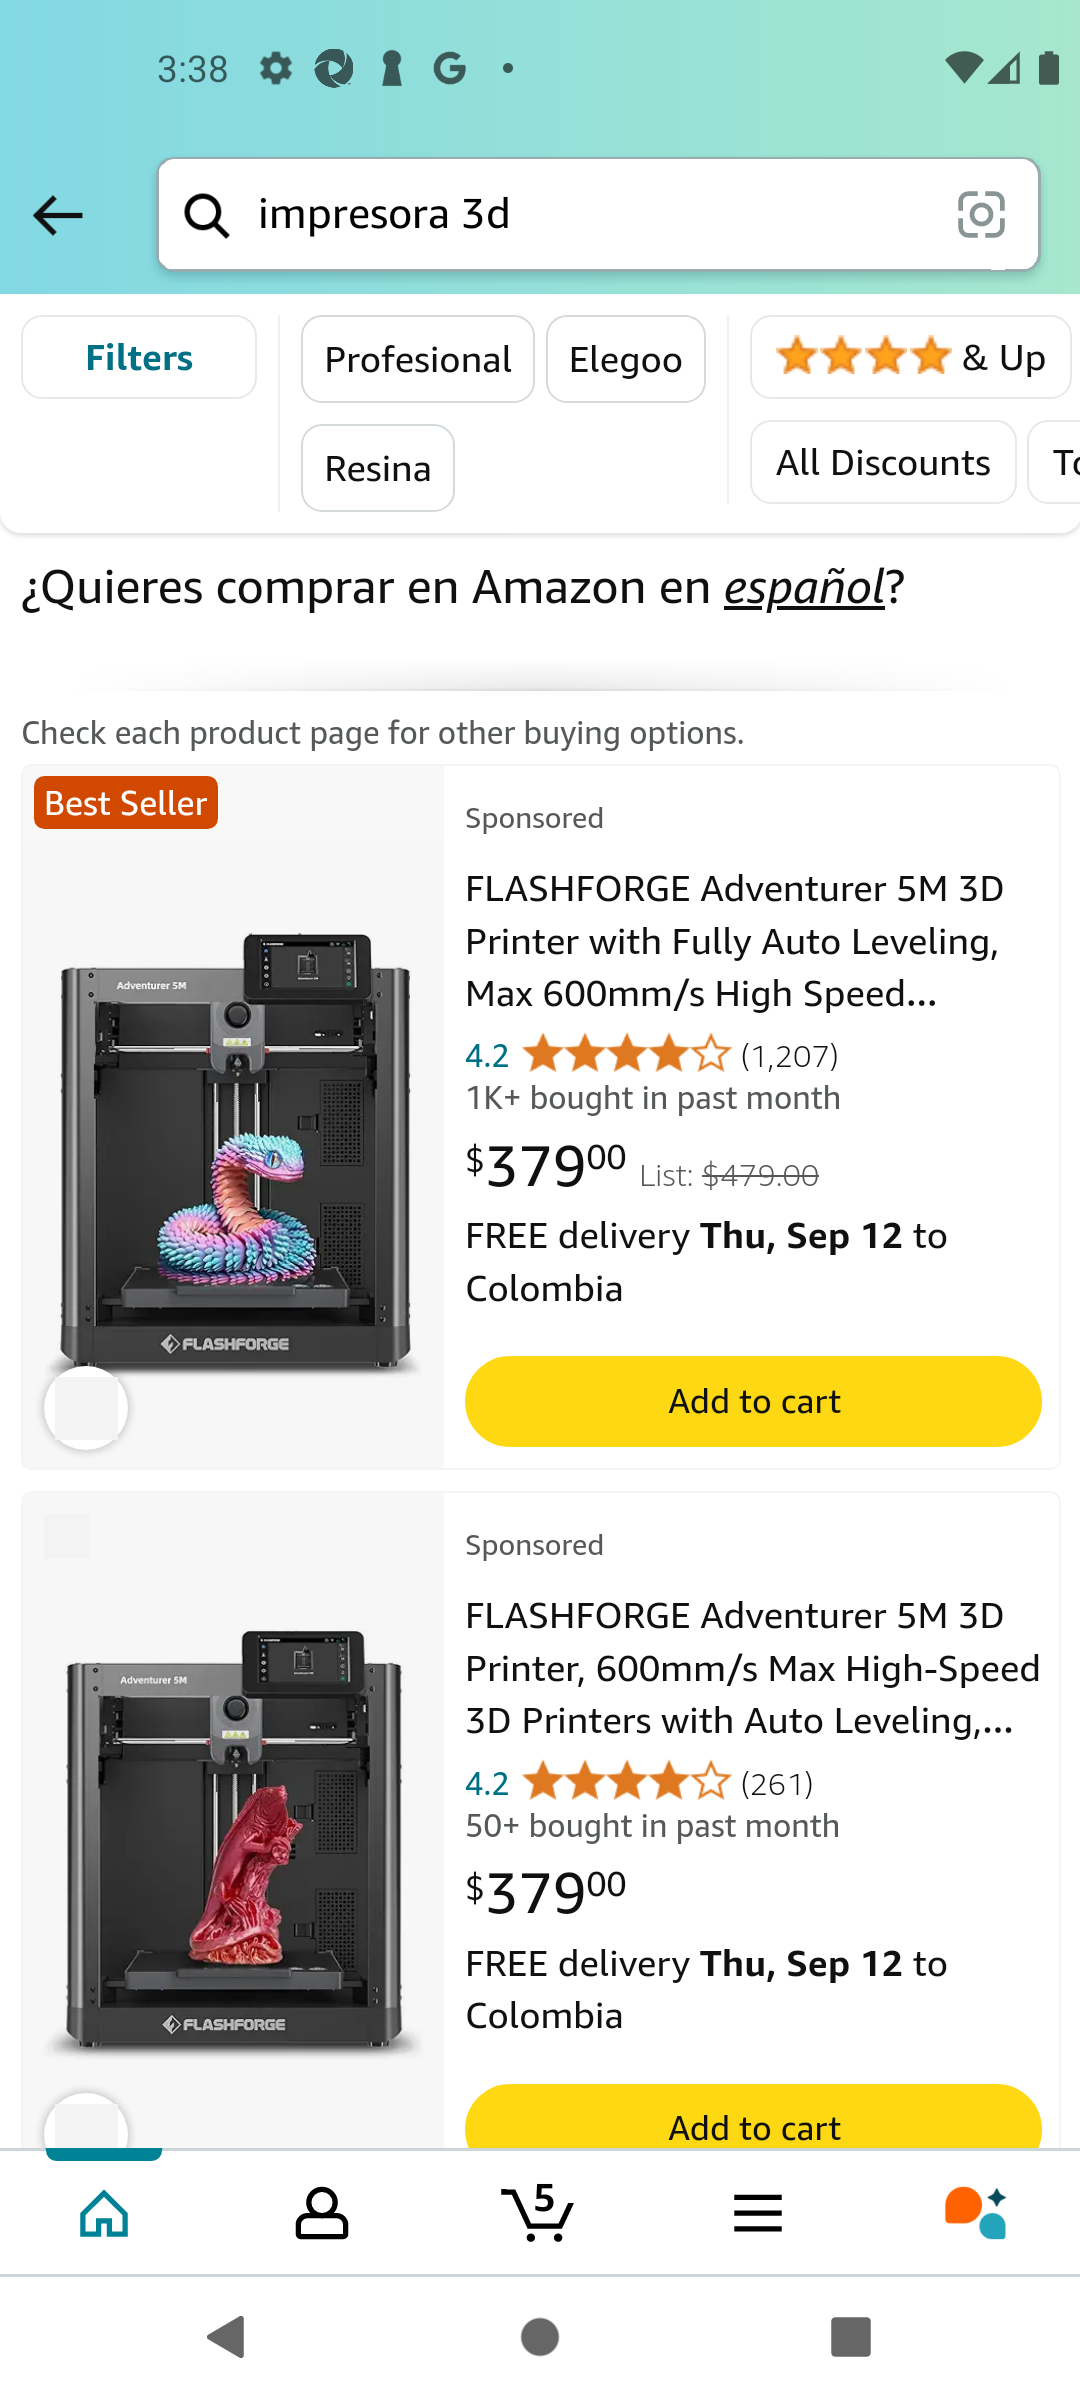 3:38
impresora 3d
Filters
Profesional
Elegoo
& Up
Resina
All Discounts
¿Quieres comprar en Amazon en español?
Check each product page for other buying options.
Best Seller
Sponsored
FLASHFORGE Adventurer 5M 3D
Printer with Fully Auto Leveling,
Max 600mm/s High Speed...
4.2 (1,207)
1K+ bought in past month
$37900 List: $479.00
FREE delivery Thu, Sep 12 to
Colombia
Add to cart
Adventurer 5M
FLASHFORGE
Sponsored
FLASHFORGE Adventurer 5M 3D
Printer, 600mm/s Max High-Speed
3D Printers with Auto Leveling,...
4.2 (261)
50+ bought in past month
$37900
FREE delivery Thu, Sep 12 to
Colombia
Add to cart
Adventurer 5M
FLASHFORGE
5